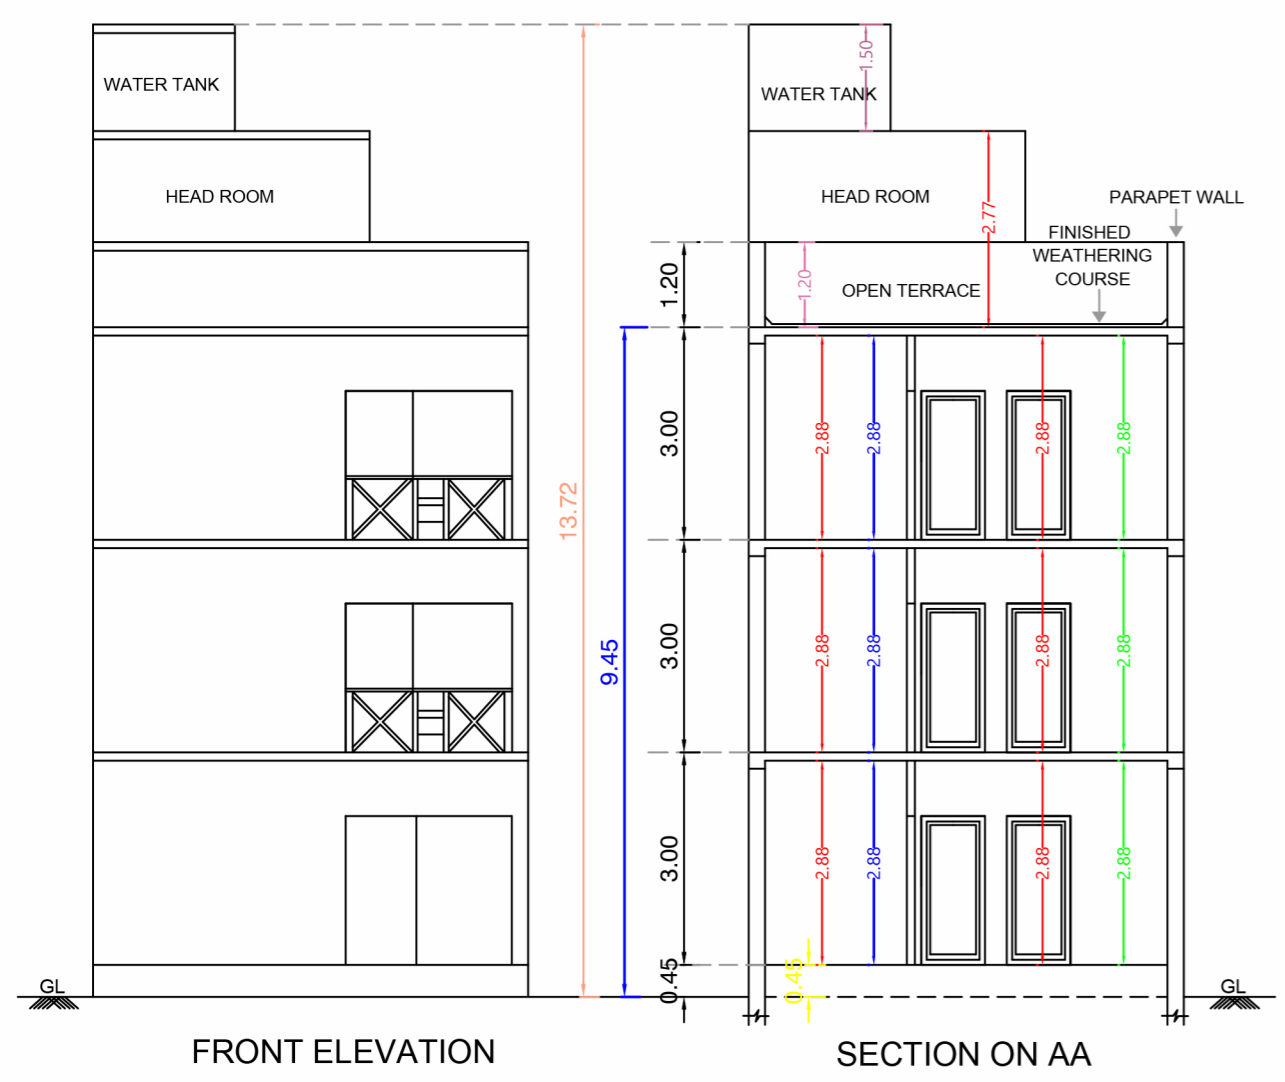 WATER TANK
HEAD ROOM
GL
FRONT ELEVATION
13.72
9.45
1.20
3.00
3.00
3.00
0.45
1.50
WATER TANK
HEAD ROOM
2.77
PARAPET WALL
FINISHED
WEATHERING
COURSE
1.20
OPEN TERRACE
2.88
2.88
2.88
2.88
2.88
2.88
2.88
2.88
2.88
2.88
2.88
2.88
0.45
GL
SECTION ON AA